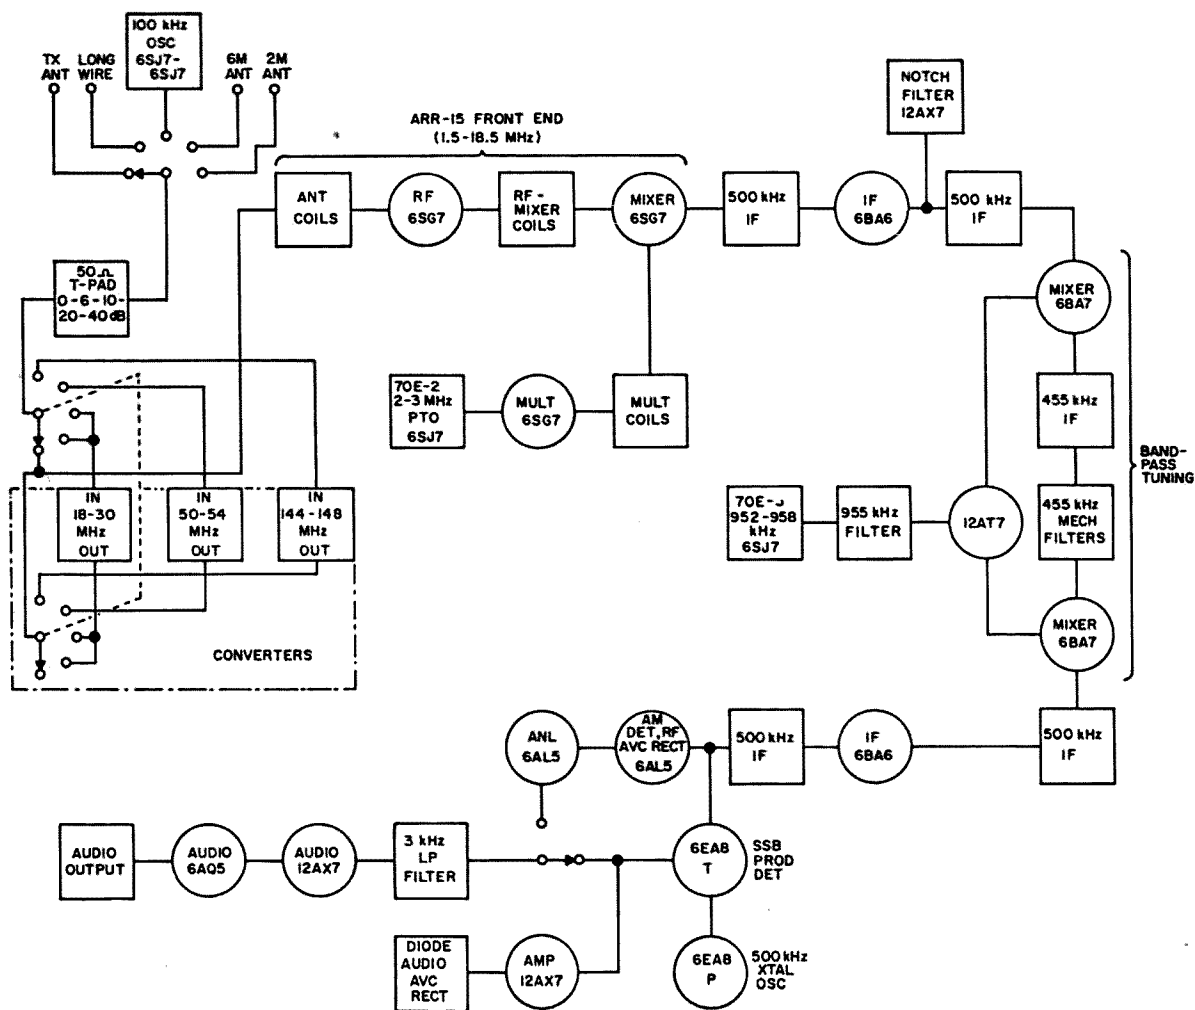 100 kHz
OSC
6SJ7-
6SJ7
TX
ANT
LONG
WIRE
6M
ANT
2M
ANT
ARR-15 FRONT END
(1.5-18.5 MHz)
NOTCH
FILTER
12AX7
ANT
COILS
RF
6SG7
RF-
MIXER
COILS
MIXER
6SG7
500 kHz
IF
IF
6BA6
500 kHz
IF
50Ω
T-PAD
0-6-10-
20-40dB
MIXER
6BA7
70E-2
2-3 MHz
PTO
6SJ7
MULT
6SG7
MULT
COILS
455 kHz
IF
BAND-
PASS
TUNING
IN
18-30
MHz
OUT
IN
50-54
MHz
OUT
IN
144-148
MHz
OUT
952-958
kHz
6SJ7
955 kHz
FILTER
12AT7
455 kHz
MECH
FILTERS
MIXER
6BA7
CONVERTERS
ANL
6AL5
AM
DET,RF
AVC RECT
6AL5
500 kHz
IF
IF
6BA6
500 kHz
IF
AUDIO
OUTPUT
AUDIO
6AQ5
AUDIO
12AX7
3 kHz
LP
FILTER
6EA8
T
SSB
PROD
DET
DIODE
AUDIO
AVC
RECT
AMP
12AX7
6EA8
P
500kHz
XTAL
OSC